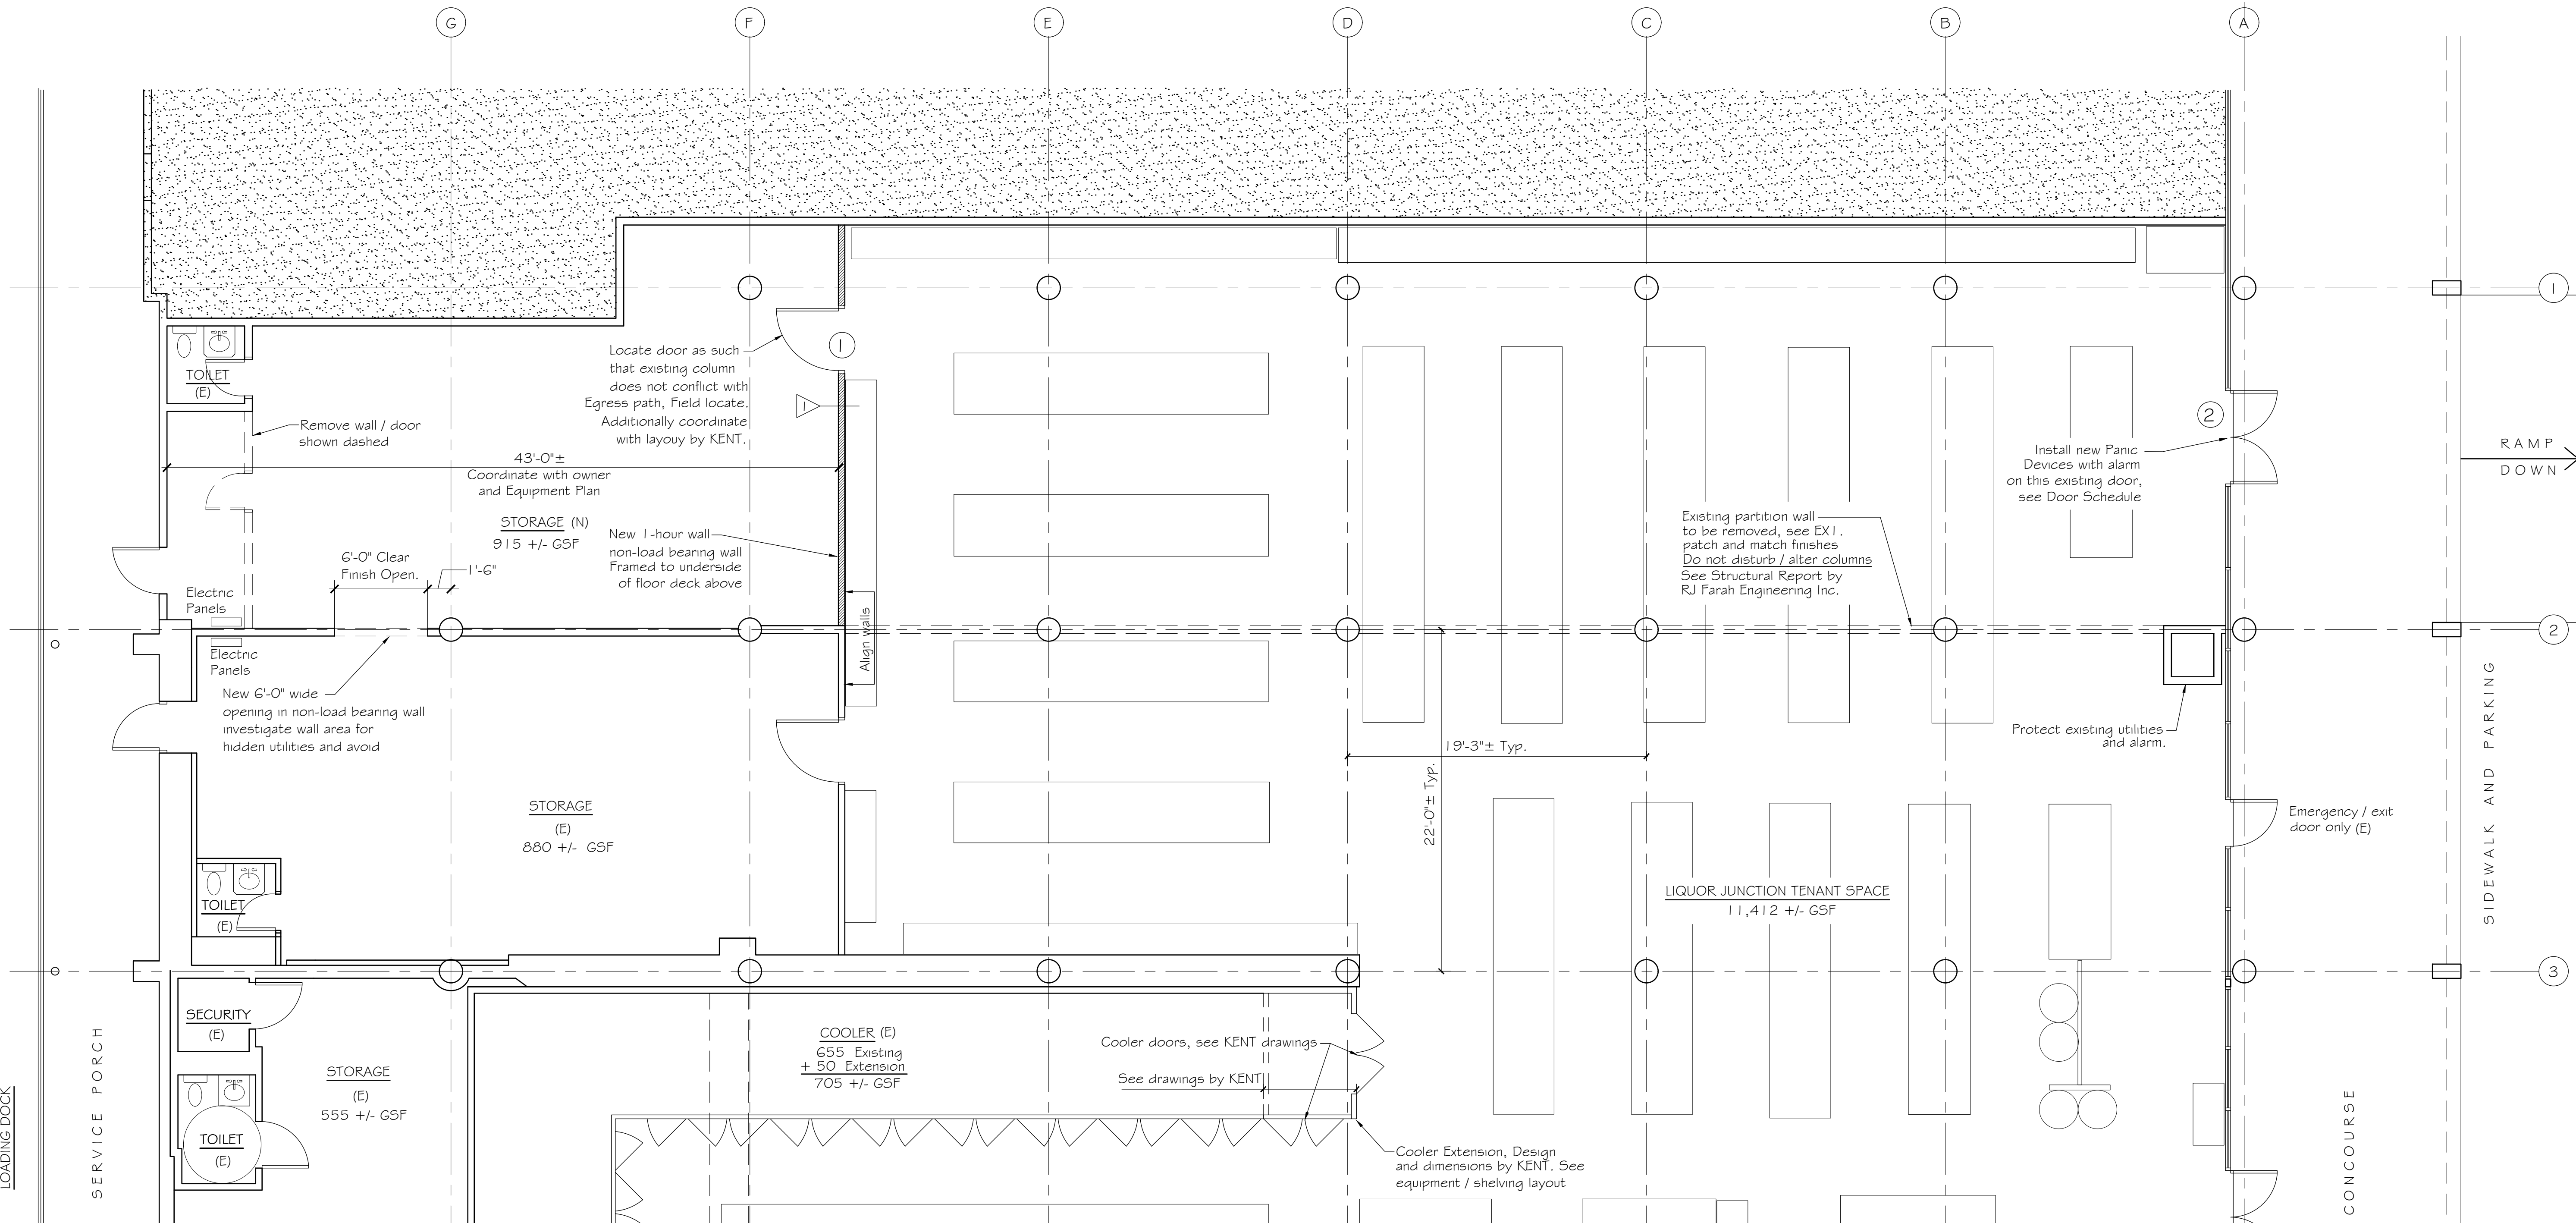 G
F
E
D
C
B
A
1
2
3
TOILET
(E)
Remove wall / door
shown dashed
Locate door as such
that existing column
does not conflict with
Egress path, Field locate.
Additionally coordinate
with layouy by KENT.
1
1
43'-0"±
Coordinate with owner
and Equipment Plan
STORAGE (N)
915 +/- GSF
New 1-hour wall
non-load bearing wall
Framed to underside
of floor deck above
6'-0" Clear
Finish Open.
1'-6"
Electric
Panels
Electric
Panels
New 6'-0" wide
opening in non-load bearing wall
investigate wall area for
hidden utilities and avoid
Align walls
2
Install new Panic
Devices with alarm
on this existing door,
see Door Schedule
RAMP
DOWN
Existing partition wall
to be removed, see EX1.
patch and match finishes
Do not disturb / alter columns
See Structural Report by
RJ Farah Engineering Inc.
Protect existing utilities
and alarm.
19'-3"± Typ.
22'-0"± Typ.
STORAGE
(E)
880 +/- GSF
Emergency / exit
door only (E)
LIQUOR JUNCTION TENANT SPACE
11,412 +/- GSF
SIDEWALK AND PARKING
TOILET
(E)
SECURITY
(E)
STORAGE
(E)
555 +/- GSF
TOILET
(E)
COOLER (E)
655 Existing
+ 50 Extension
705 +/- GSF
Cooler doors, see KENT drawings
See drawings by KENT
Cooler Extension, Design
and dimensions by KENT. See
equipment / shelving layout
LOADING DOCK
SERVICE PORCH
CONCOURSE